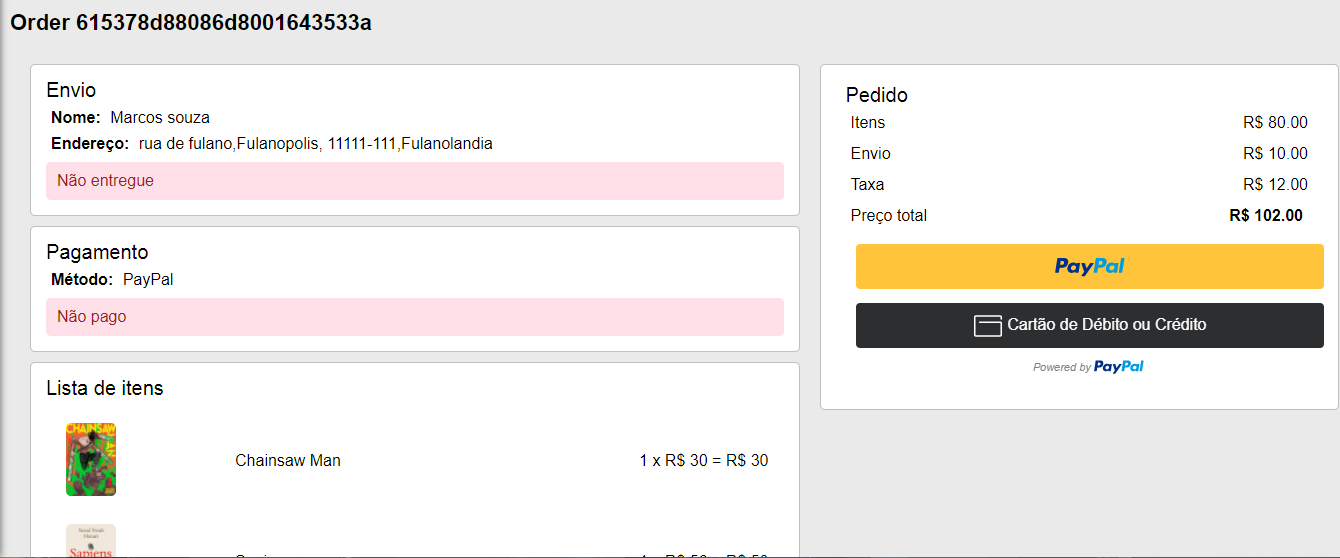 Order 615378d88086d8001643533a
Envio
Nome: Marcos souza
Endereço: rua de fulano,Fulanopolis, 11111-111,Fulanolandia
Não entregue
Pagamento
Método: PayPal
Não pago
Lista de itens
CHAINSAW
MAN
Chainsaw Man
1 x R$ 30 = R$ 30
Yuval Noah
Harari
Sapiens
Pedido
Itens R$ 80.00
Envio R$ 10.00
Taxa R$ 12.00
Preço total R$ 102.00
PayPal
Cartão de Débito ou Crédito
Powered by PayPal